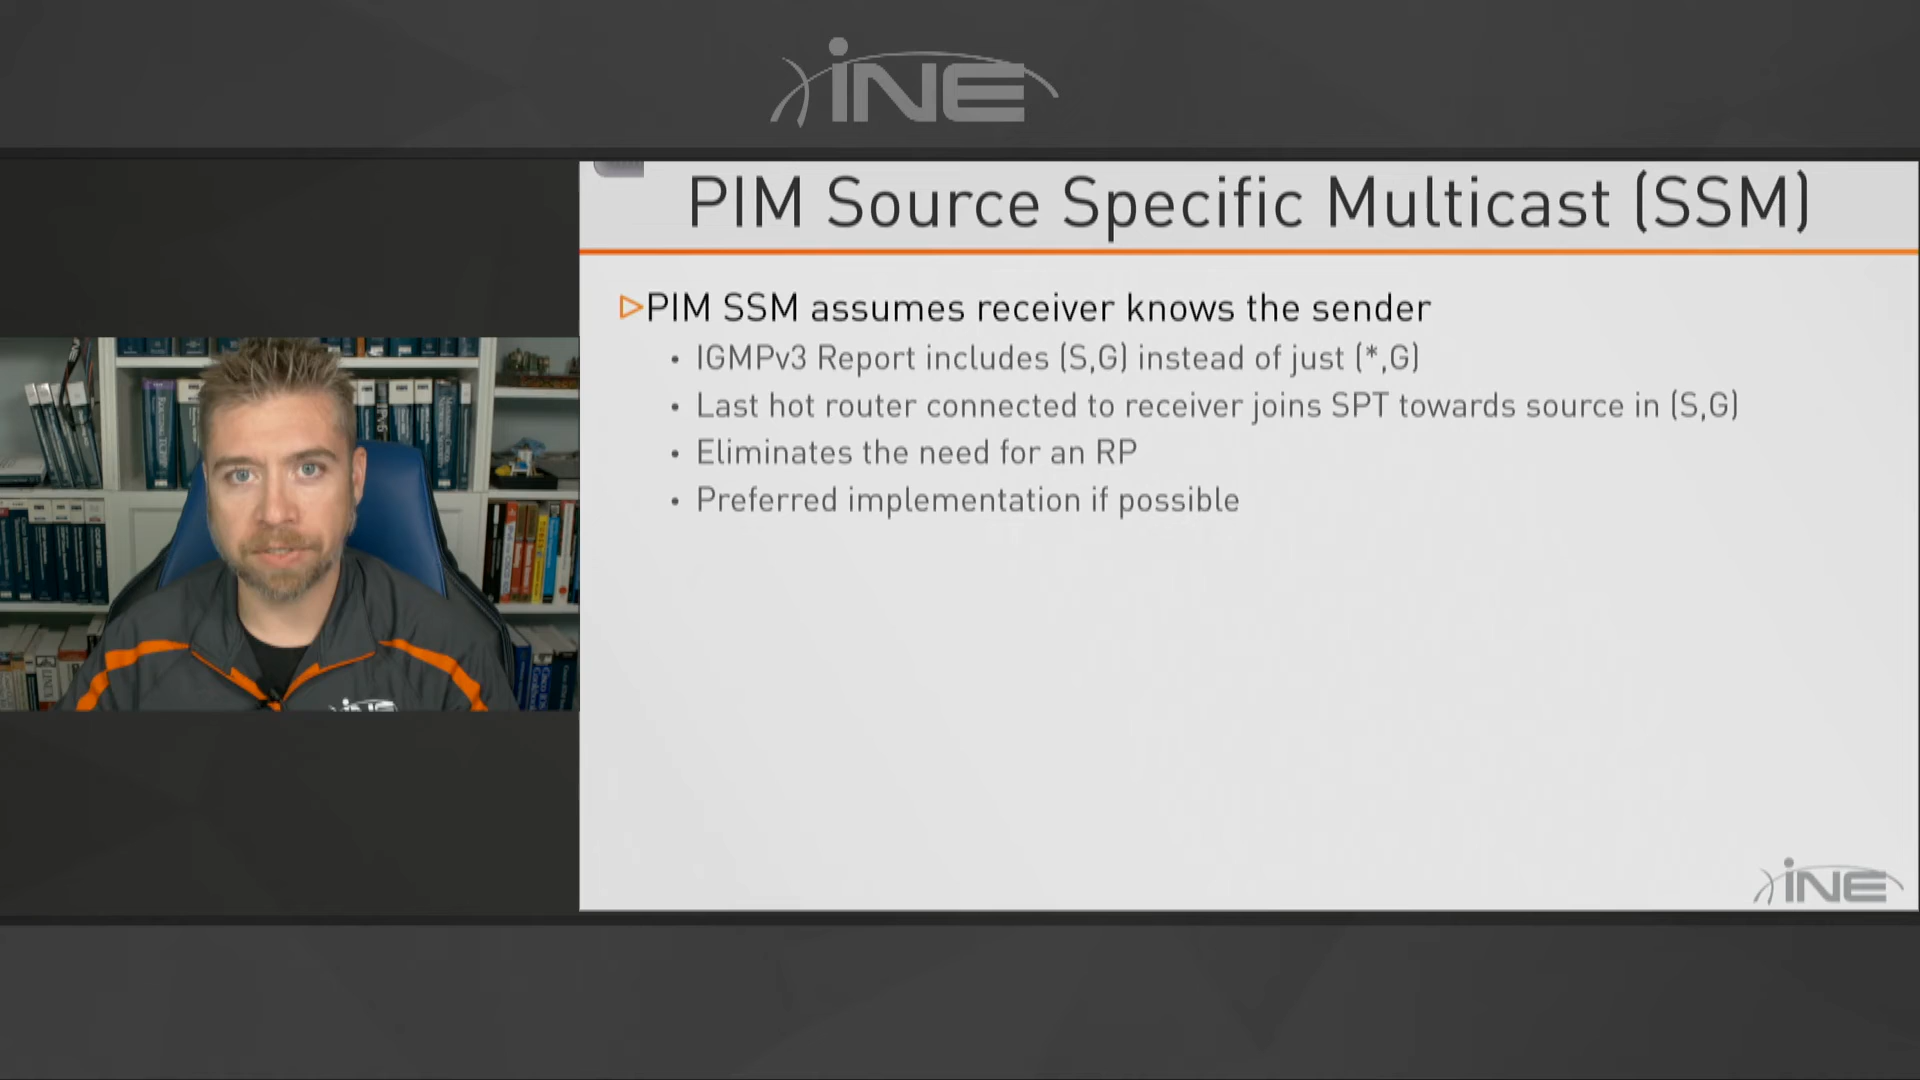 iNE
PIM Source Specific Multicast (SSM)
PIM SSM assumes receiver knows the sender
• IGMPv3 Report includes (S,G) instead of just (*,G)
• Last hot router connected to receiver joins SPT towards source in (S,G)
• Eliminates the need for an RP
• Preferred implementation if possible
iNE
iNE